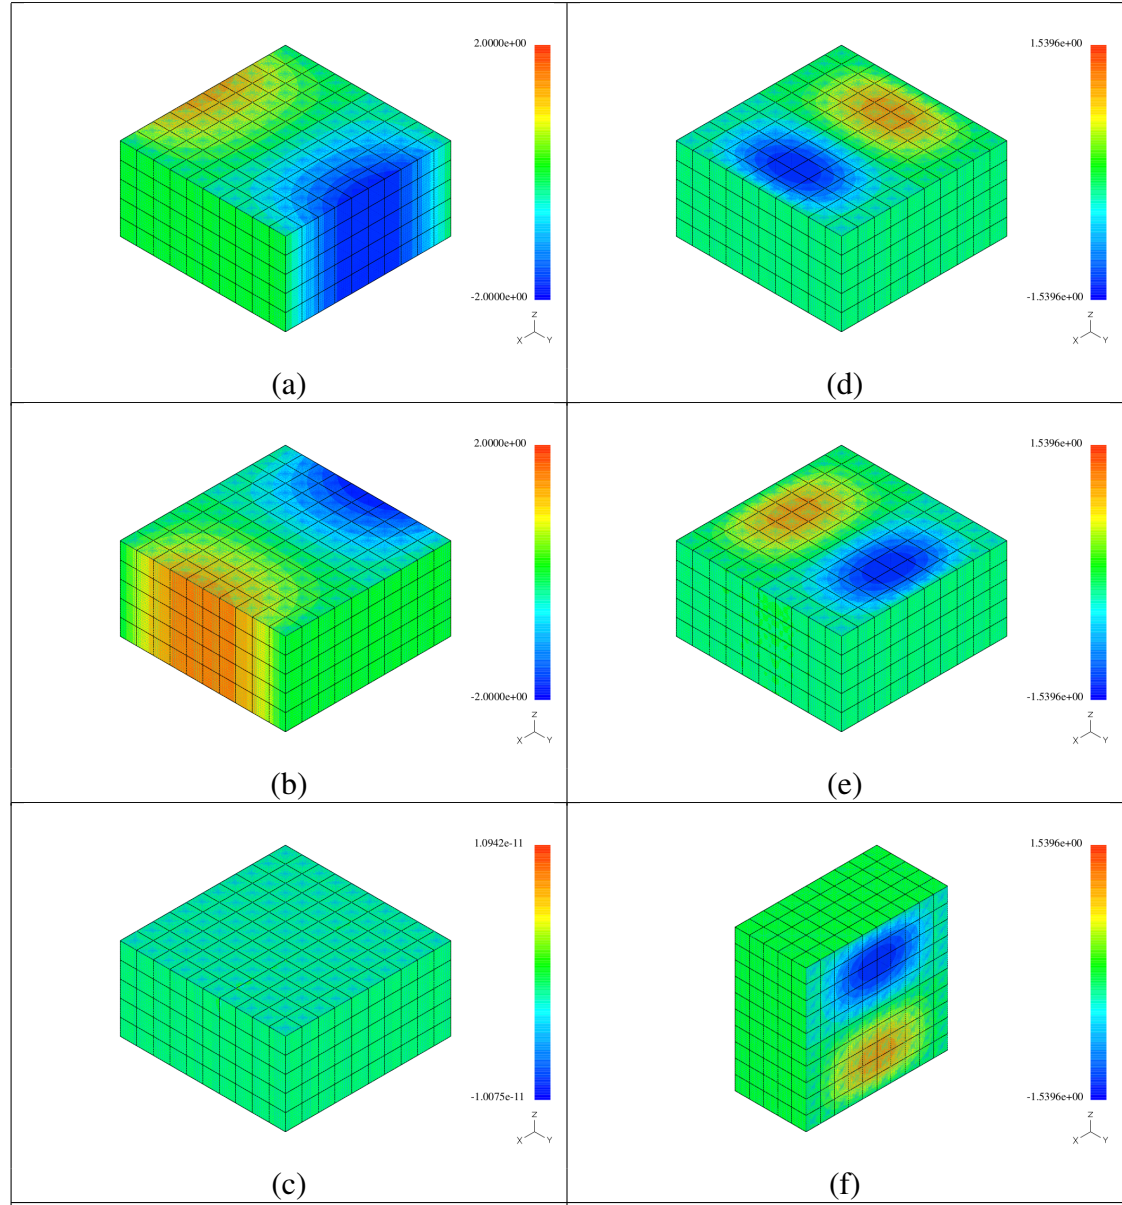 2.0000e+00
-2.0000e+00
Z
X Y
(a)
1.5396e+00
-1.5396e+00
Z
X Y
(d)
2.0000e+00
-2.0000e+00
Z
X Y
(b)
1.5396e+00
-1.5396e+00
Z
X Y
(e)
1.0942e-11
-1.0075e-11
Z
X Y
(c)
1.5396e+00
-1.5396e+00
Z
X Y
(f)